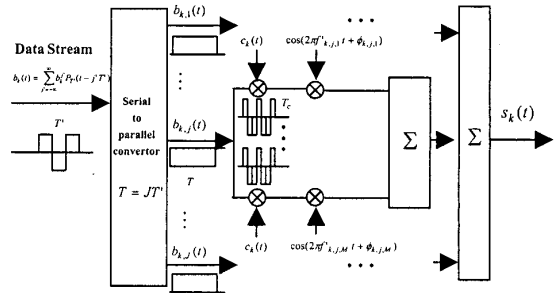 b_{k,1}(t)
. . .
Data Stream
c_k(t)
cos(2πf'_{k,j,1} t + φ_{k,j,1})
b_k(t) = Σ_{j=-∞}^{∞} b_k^j P_{T'}(t - j'T')
Serial
to
parallel
convertor
T = JT'
T'
b_{k,j}(t)
T
T_c
Σ
Σ
s_k(t)
c_k(t)
cos(2πf'_{k,j,M} t + φ_{k,j,M})
b_{k,J}(t)
. . .